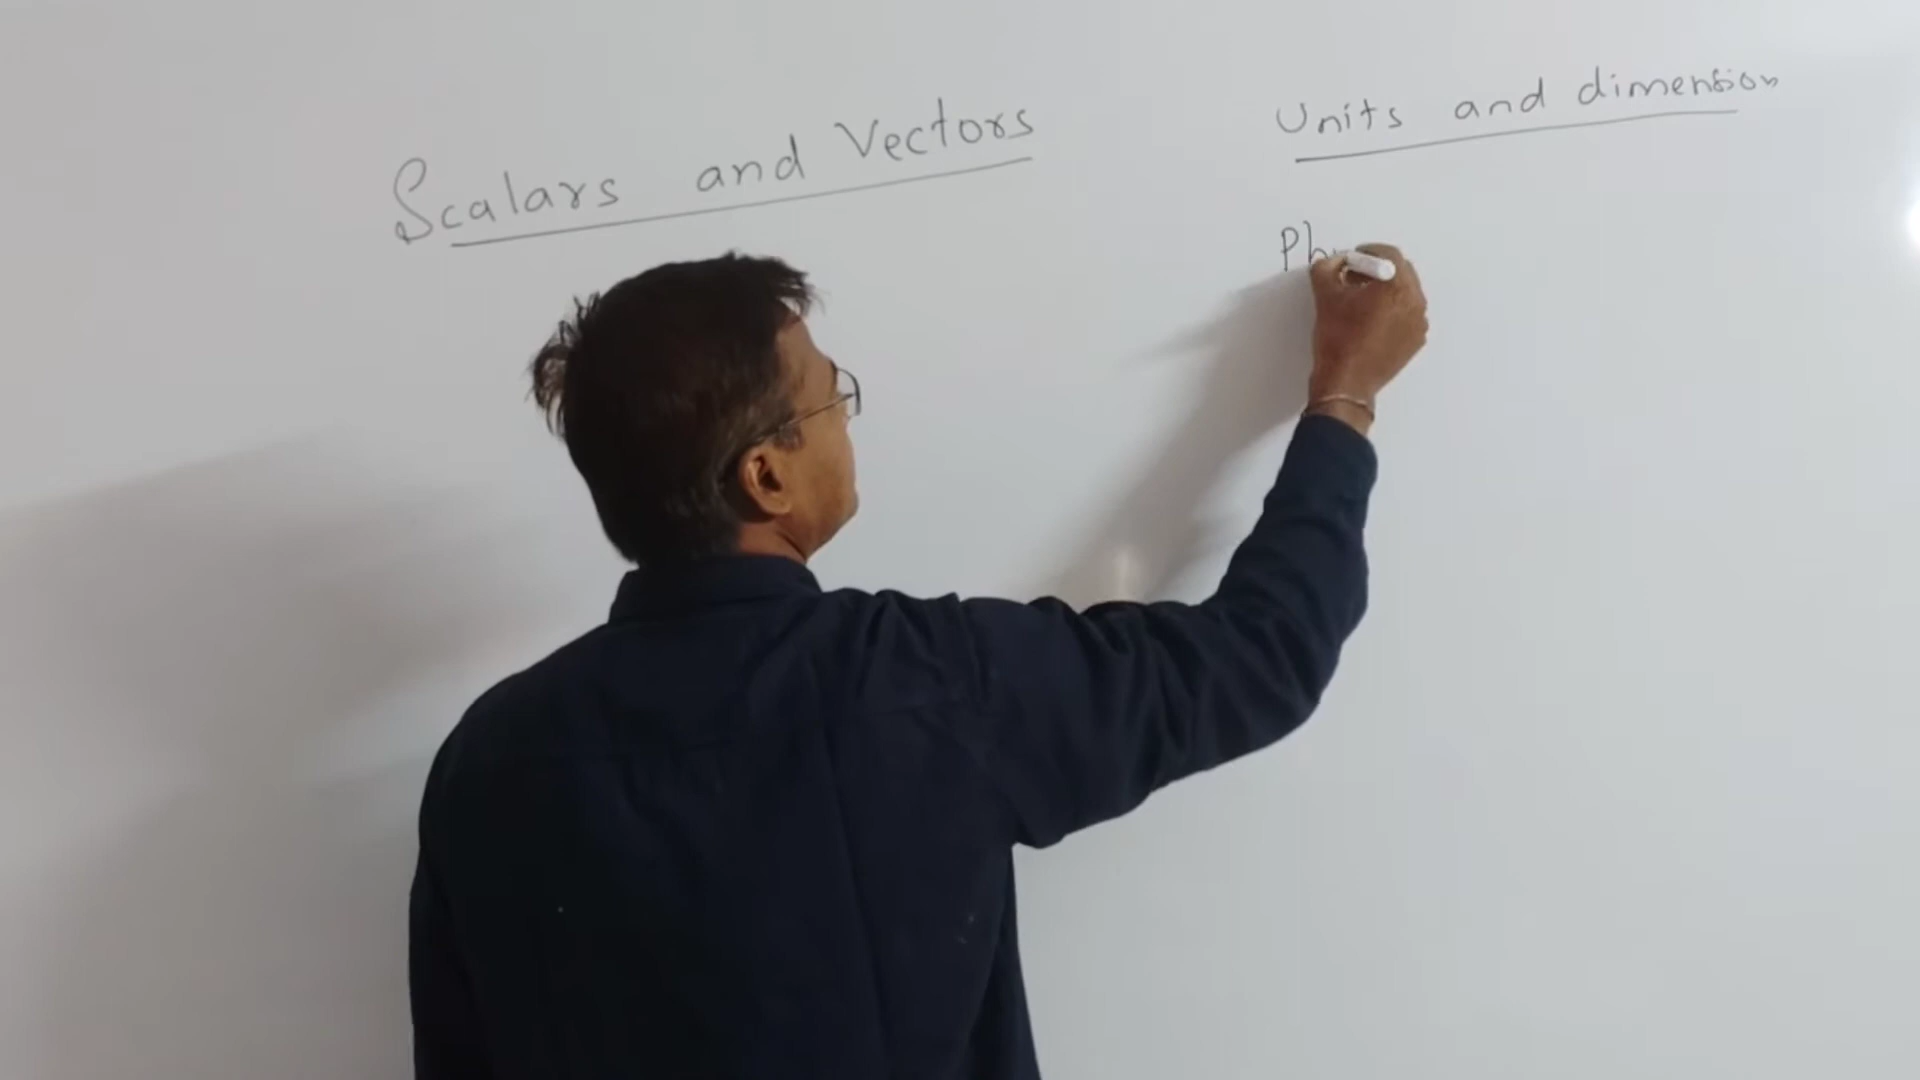 Scalars and Vectors
Units and dimension
Ph